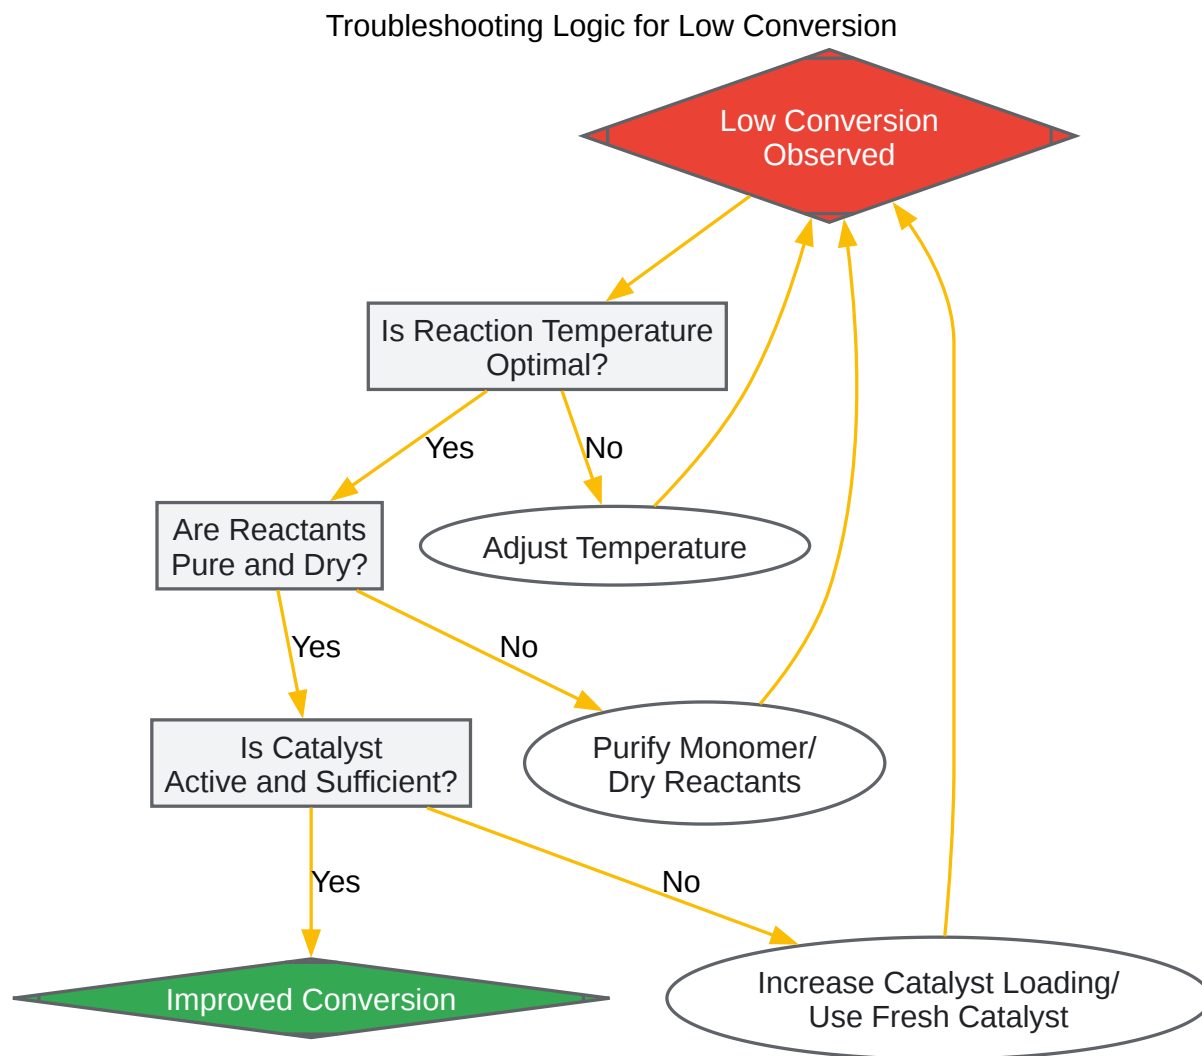 Troubleshooting Logic for Low Conversion
Low Conversion
Observed
Is Reaction Temperature
Optimal?
Yes
No
Are Reactants
Pure and Dry?
Adjust Temperature
Yes
No
Is Catalyst
Active and Sufficient?
Purify Monomer/
Dry Reactants
Yes
No
Improved Conversion
Increase Catalyst Loading/
Use Fresh Catalyst